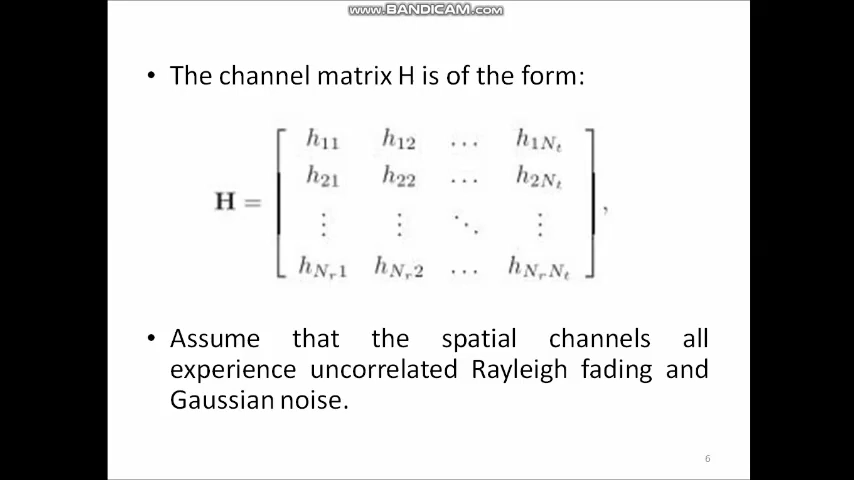 www.BANDICAM.com
• The channel matrix H is of the form:
h₁₁ h₁₂ … h₁Nₜ
h₂₁ h₂₂ … h₂Nₜ
H =
⋮ ⋮ ⋱ ⋮ ,
hNᵣ1 hNᵣ2 … hNᵣNₜ
• Assume that the spatial channels all
experience uncorrelated Rayleigh fading and
Gaussian noise.
6